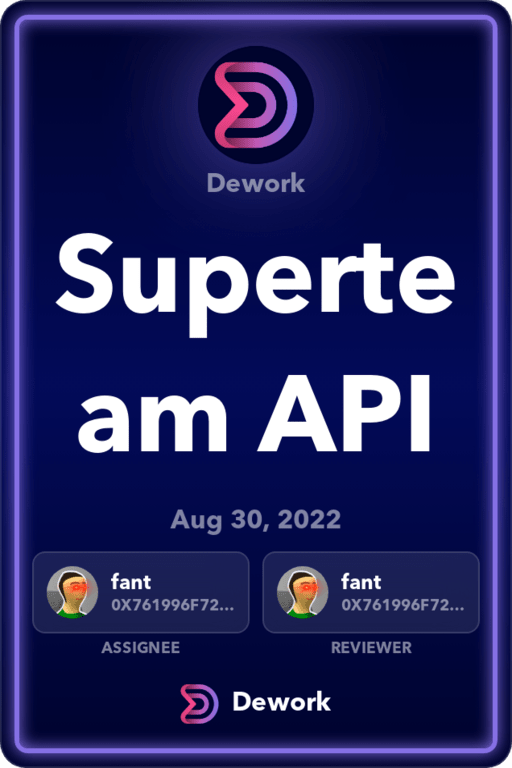 Dework
Superte
am API
Aug 30, 2022
fant
0X761996F72...
ASSIGNEE
fant
0X761996F72...
REVIEWER
Dework